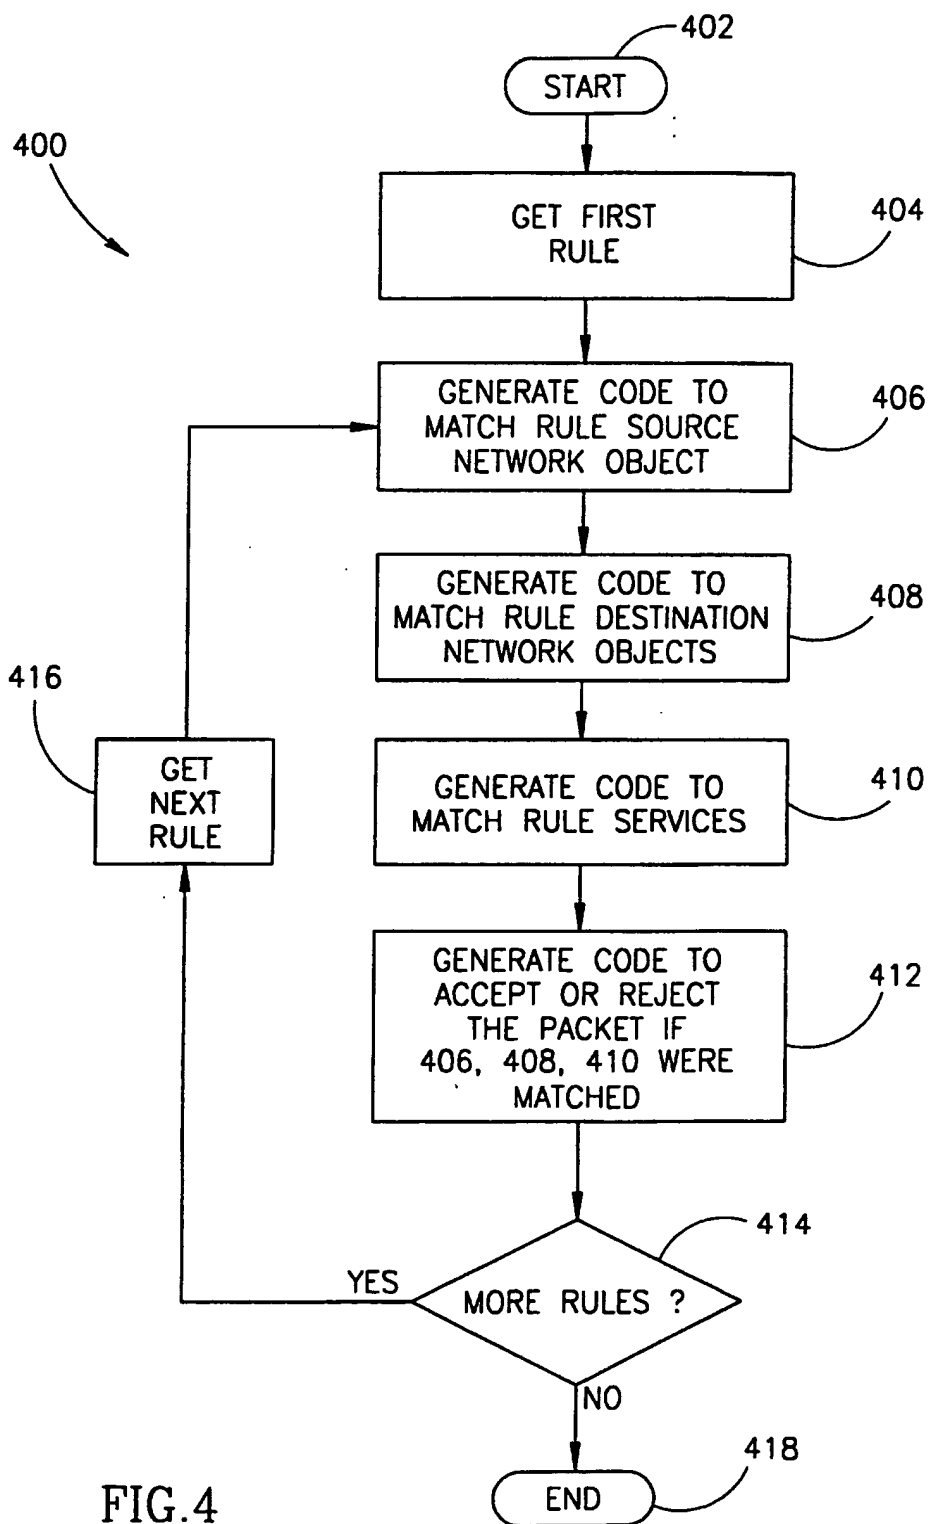 402
START
400
GET FIRST
RULE
404
GENERATE CODE TO
MATCH RULE SOURCE
NETWORK OBJECT
406
GENERATE CODE TO
MATCH RULE DESTINATION
NETWORK OBJECTS
408
416
GET
NEXT
RULE
GENERATE CODE TO
MATCH RULE SERVICES
410
GENERATE CODE TO
ACCEPT OR REJECT
THE PACKET IF
406, 408, 410 WERE
MATCHED
412
414
YES
MORE RULES ?
NO
418
END
FIG.4